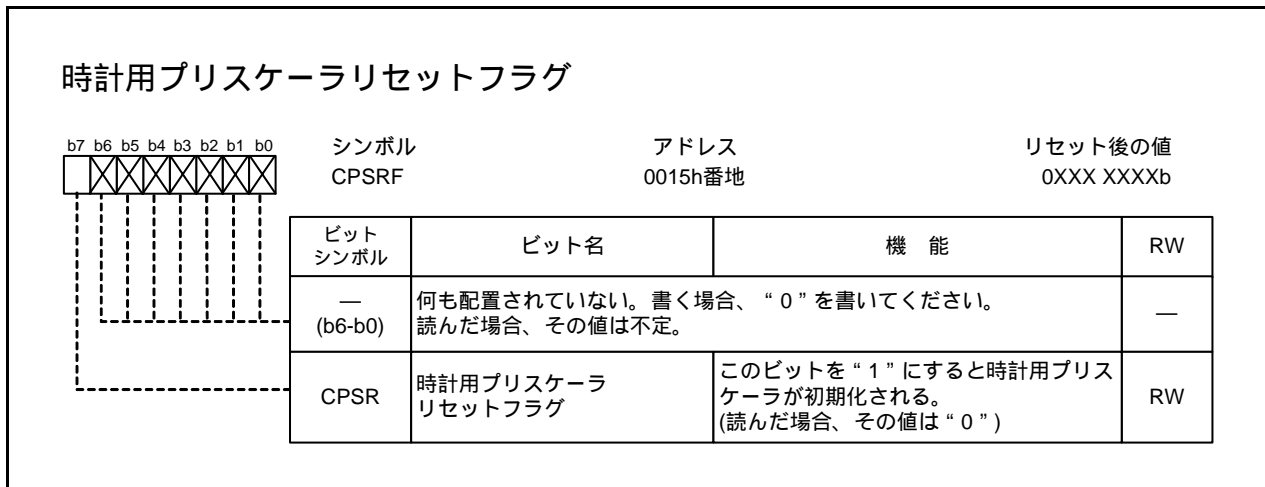 時計用プリスケーラリセットフラグ
b7 b6 b5 b4 b3 b2 b1 b0
シンボル アドレス リセット後の値
CPSRF 0015h番地 0XXX XXXXb
ビット
シンボル
ビット名 機 能 RW
—
(b6-b0)
何も配置されていない。書く場合、“0”を書いてください。
読んだ場合、その値は不定。
—
CPSR
時計用プリスケーラ
リセットフラグ
このビットを“1”にすると時計用プリス
ケーラが初期化される。
(読んだ場合、その値は“0”)
RW